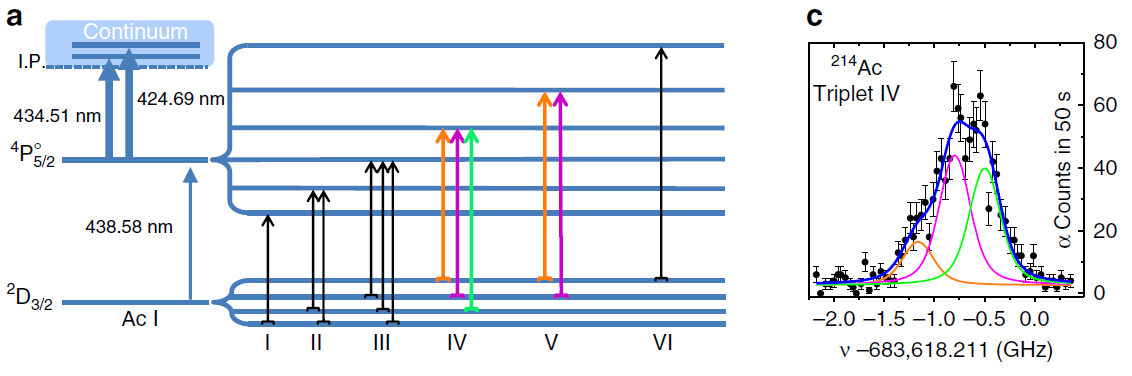 a
Continuum
I.P.
434.51 nm
424.69 nm
⁴P°₅/₂
438.58 nm
²D₃/₂
Ac I
I II III IV V VI
c
²¹⁴Ac
Triplet IV
80
60
40
20
0
α Counts in 50 s
−2.0 −1.5 −1.0 −0.5 0.0
ν −683,618.211 (GHz)